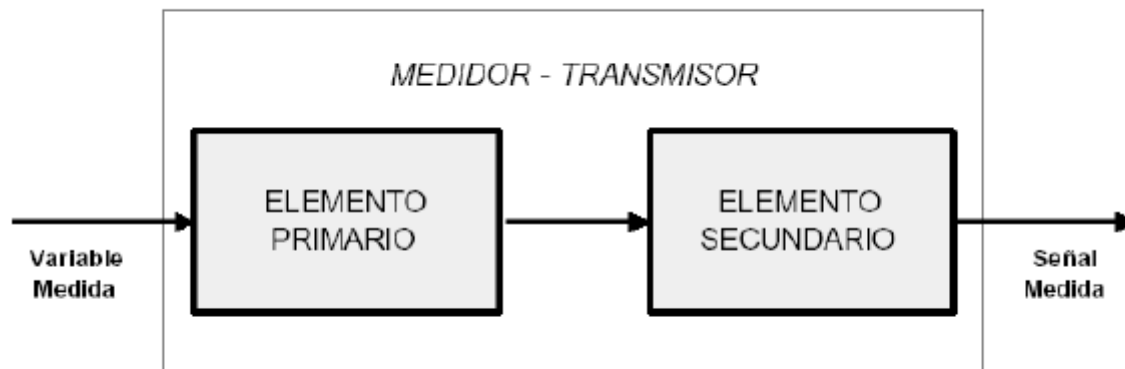 MEDIDOR - TRANSMISOR
ELEMENTO
PRIMARIO
ELEMENTO
SECUNDARIO
Variable
Medida
Señal
Medida